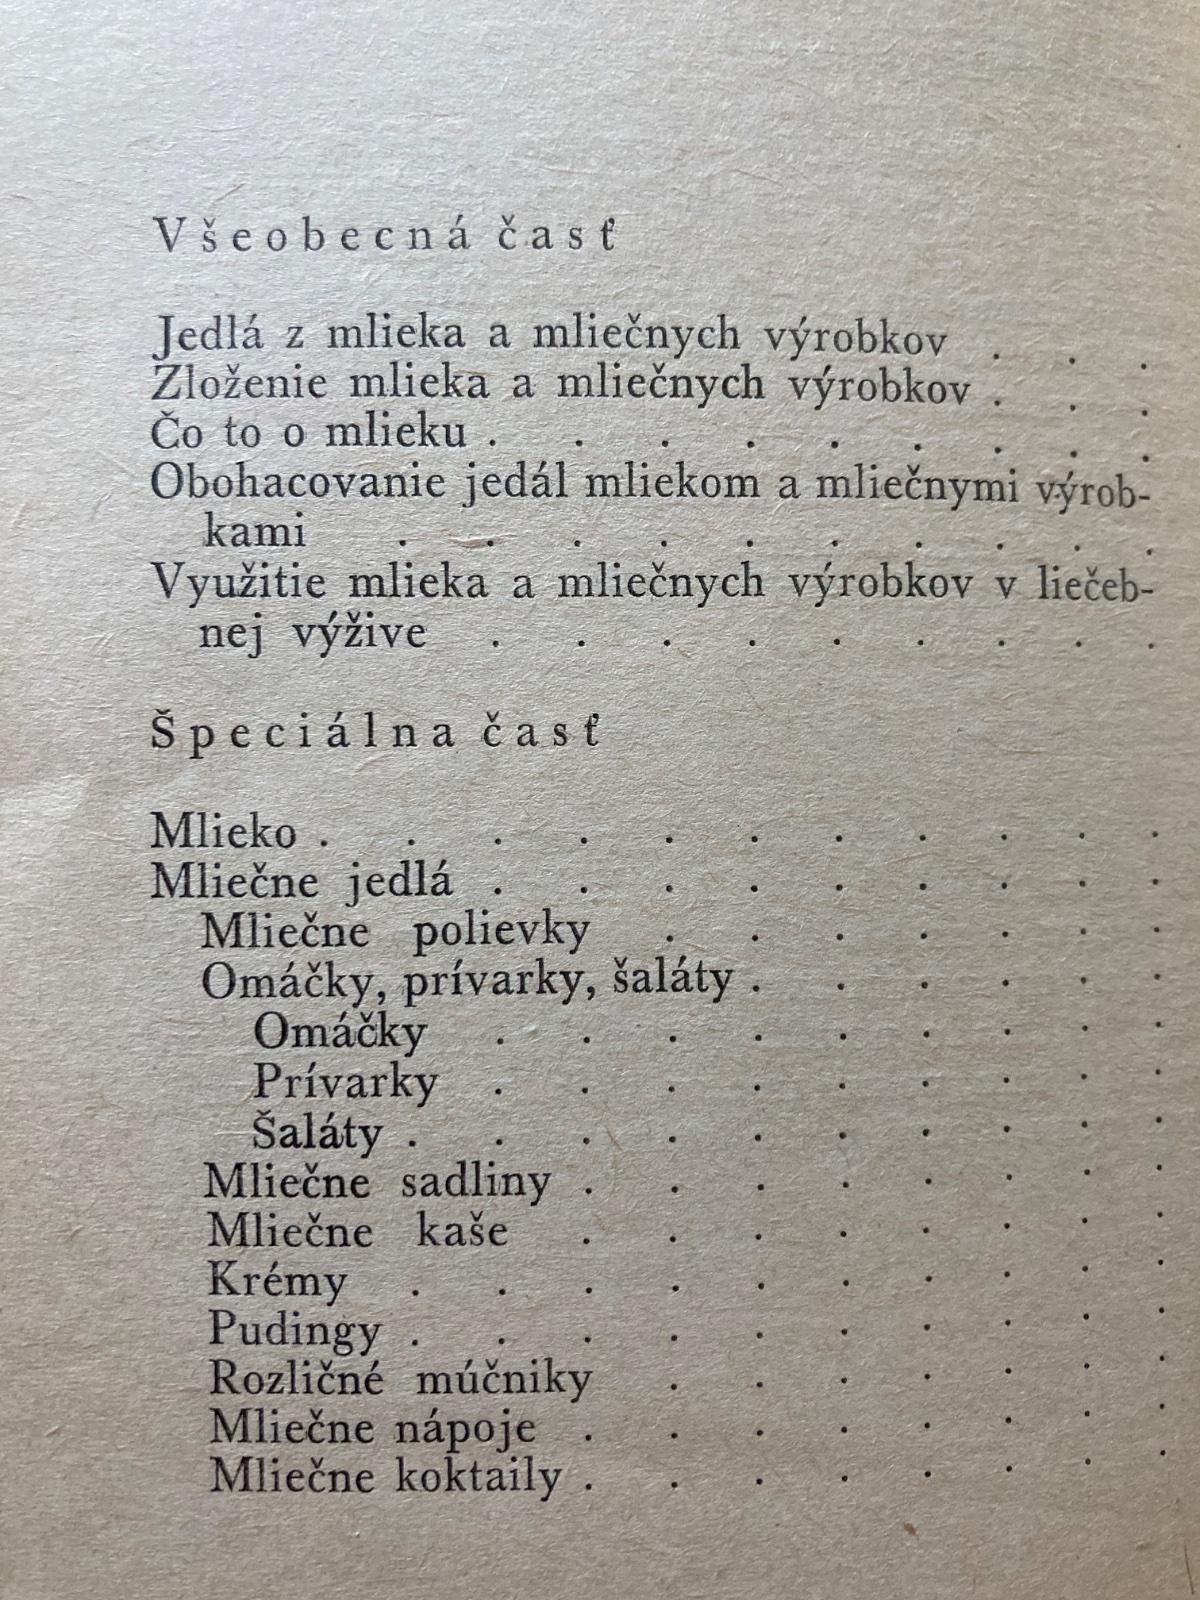 Všeobecná časť
Jedlá z mlieka a mliečnych výrobkov . . .
Zloženie mlieka a mliečnych výrobkov . . .
Čo to o mlieku . . . . . . . . .
Obohacovanie jedál mliekom a mliečnymi výrob-
kami . . . . . . . . . .
Využitie mlieka a mliečnych výrobkov v liečeb-
nej výžive . . . . . . . . .
Špeciálna časť
Mlieko . . . . . . . . . . .
Mliečne jedlá . . . . . . . . .
Mliečne polievky . . . . . . .
Omáčky, prívarky, šaláty . . . . . .
Omáčky . . . . . . . . .
Prívarky . . . . . . . . .
Šaláty . . . . . . . . . .
Mliečne sadliny . . . . . . . .
Mliečne kaše . . . . . . . .
Krémy . . . . . . . . . .
Pudingy . . . . . . . . . .
Rozličné múčniky . . . . . . .
Mliečne nápoje . . . . . . . .
Mliečne koktaily . . . . . . . .